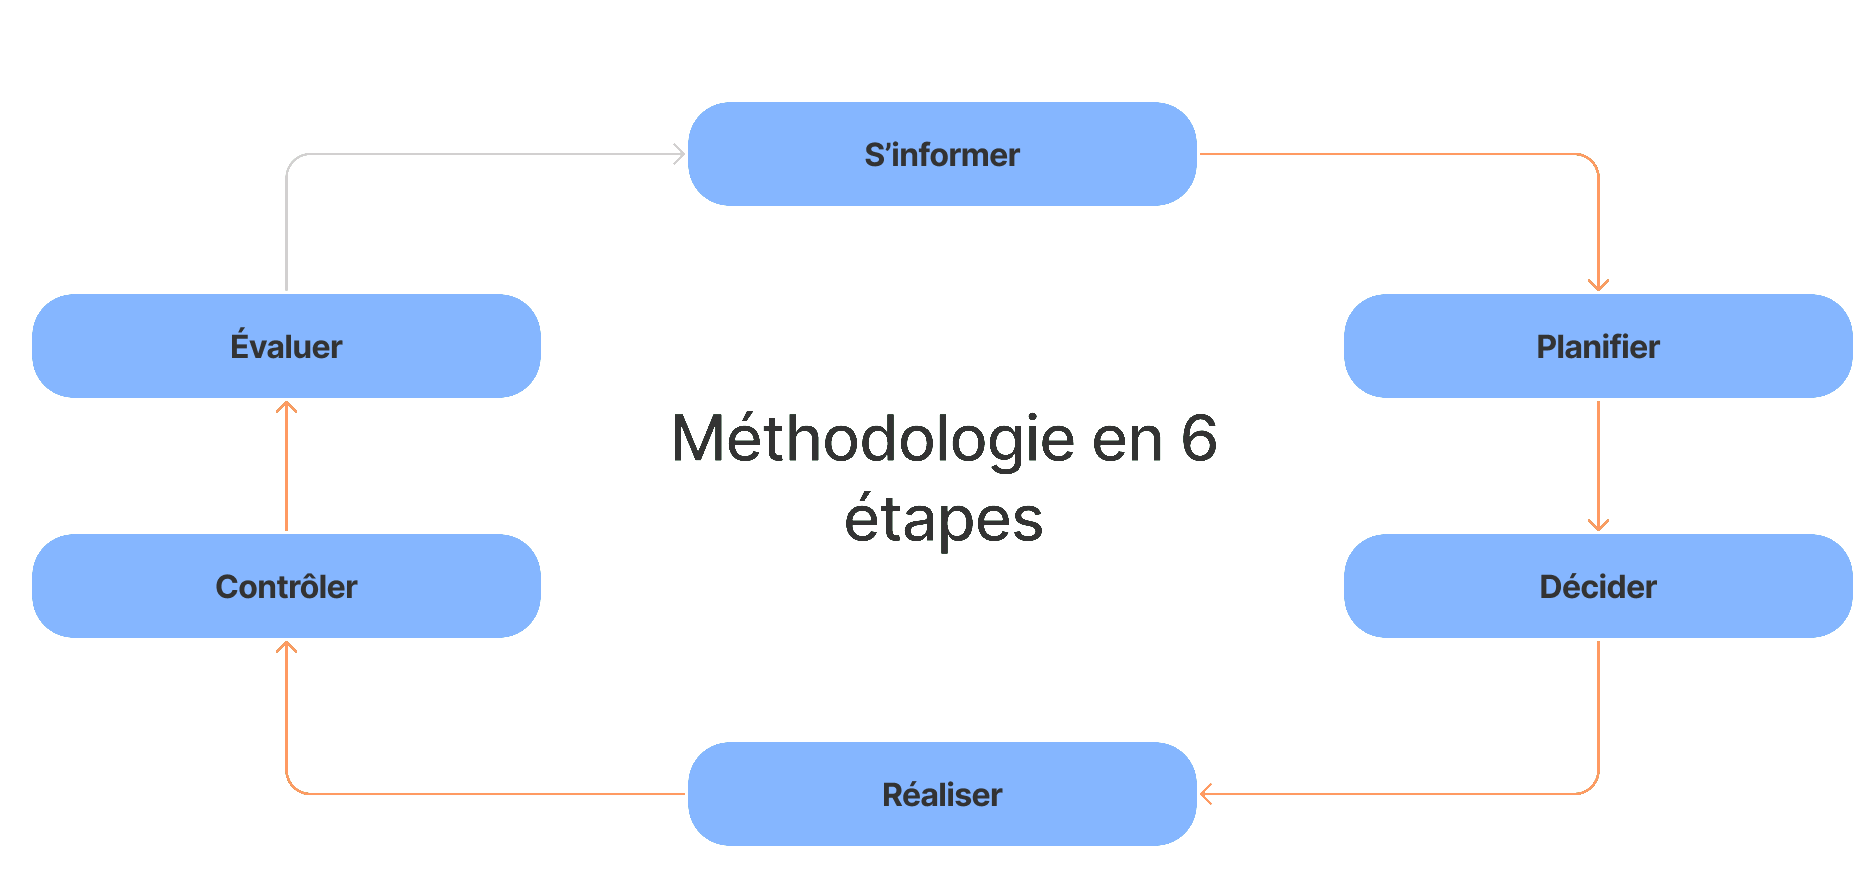 S’informer
Évaluer
Planifier
Méthodologie en 6
étapes
Contrôler
Décider
Réaliser